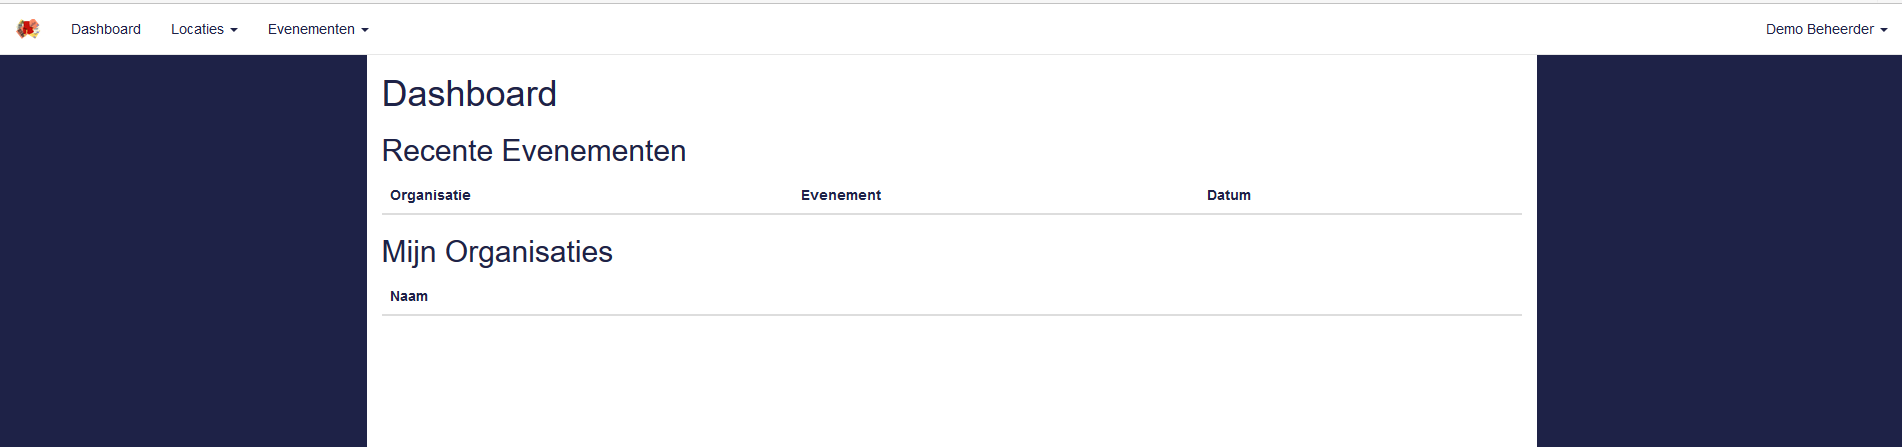 Dashboard Locaties Evenementen Demo Beheerder
Dashboard
Recente Evenementen
Organisatie Evenement Datum
Mijn Organisaties
Naam